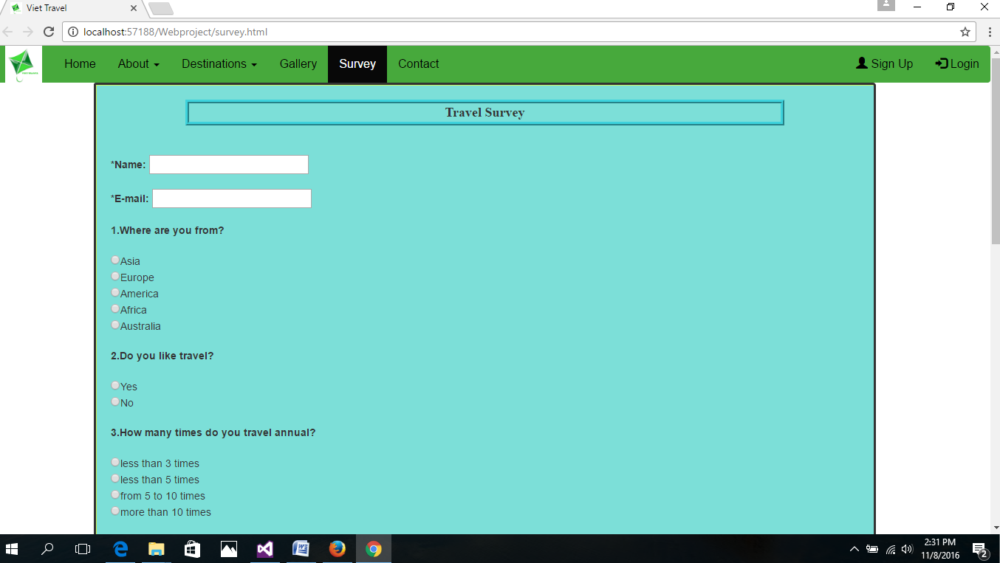 Viet Travel
localhost:57188/Webproject/survey.html
Home About Destinations Gallery Survey Contact Sign Up Login
Travel Survey
*Name:
*E-mail:
1.Where are you from?
Asia
Europe
America
Africa
Australia
2.Do you like travel?
Yes
No
3.How many times do you travel annual?
less than 3 times
less than 5 times
from 5 to 10 times
more than 10 times
2:31 PM
11/8/2016
2